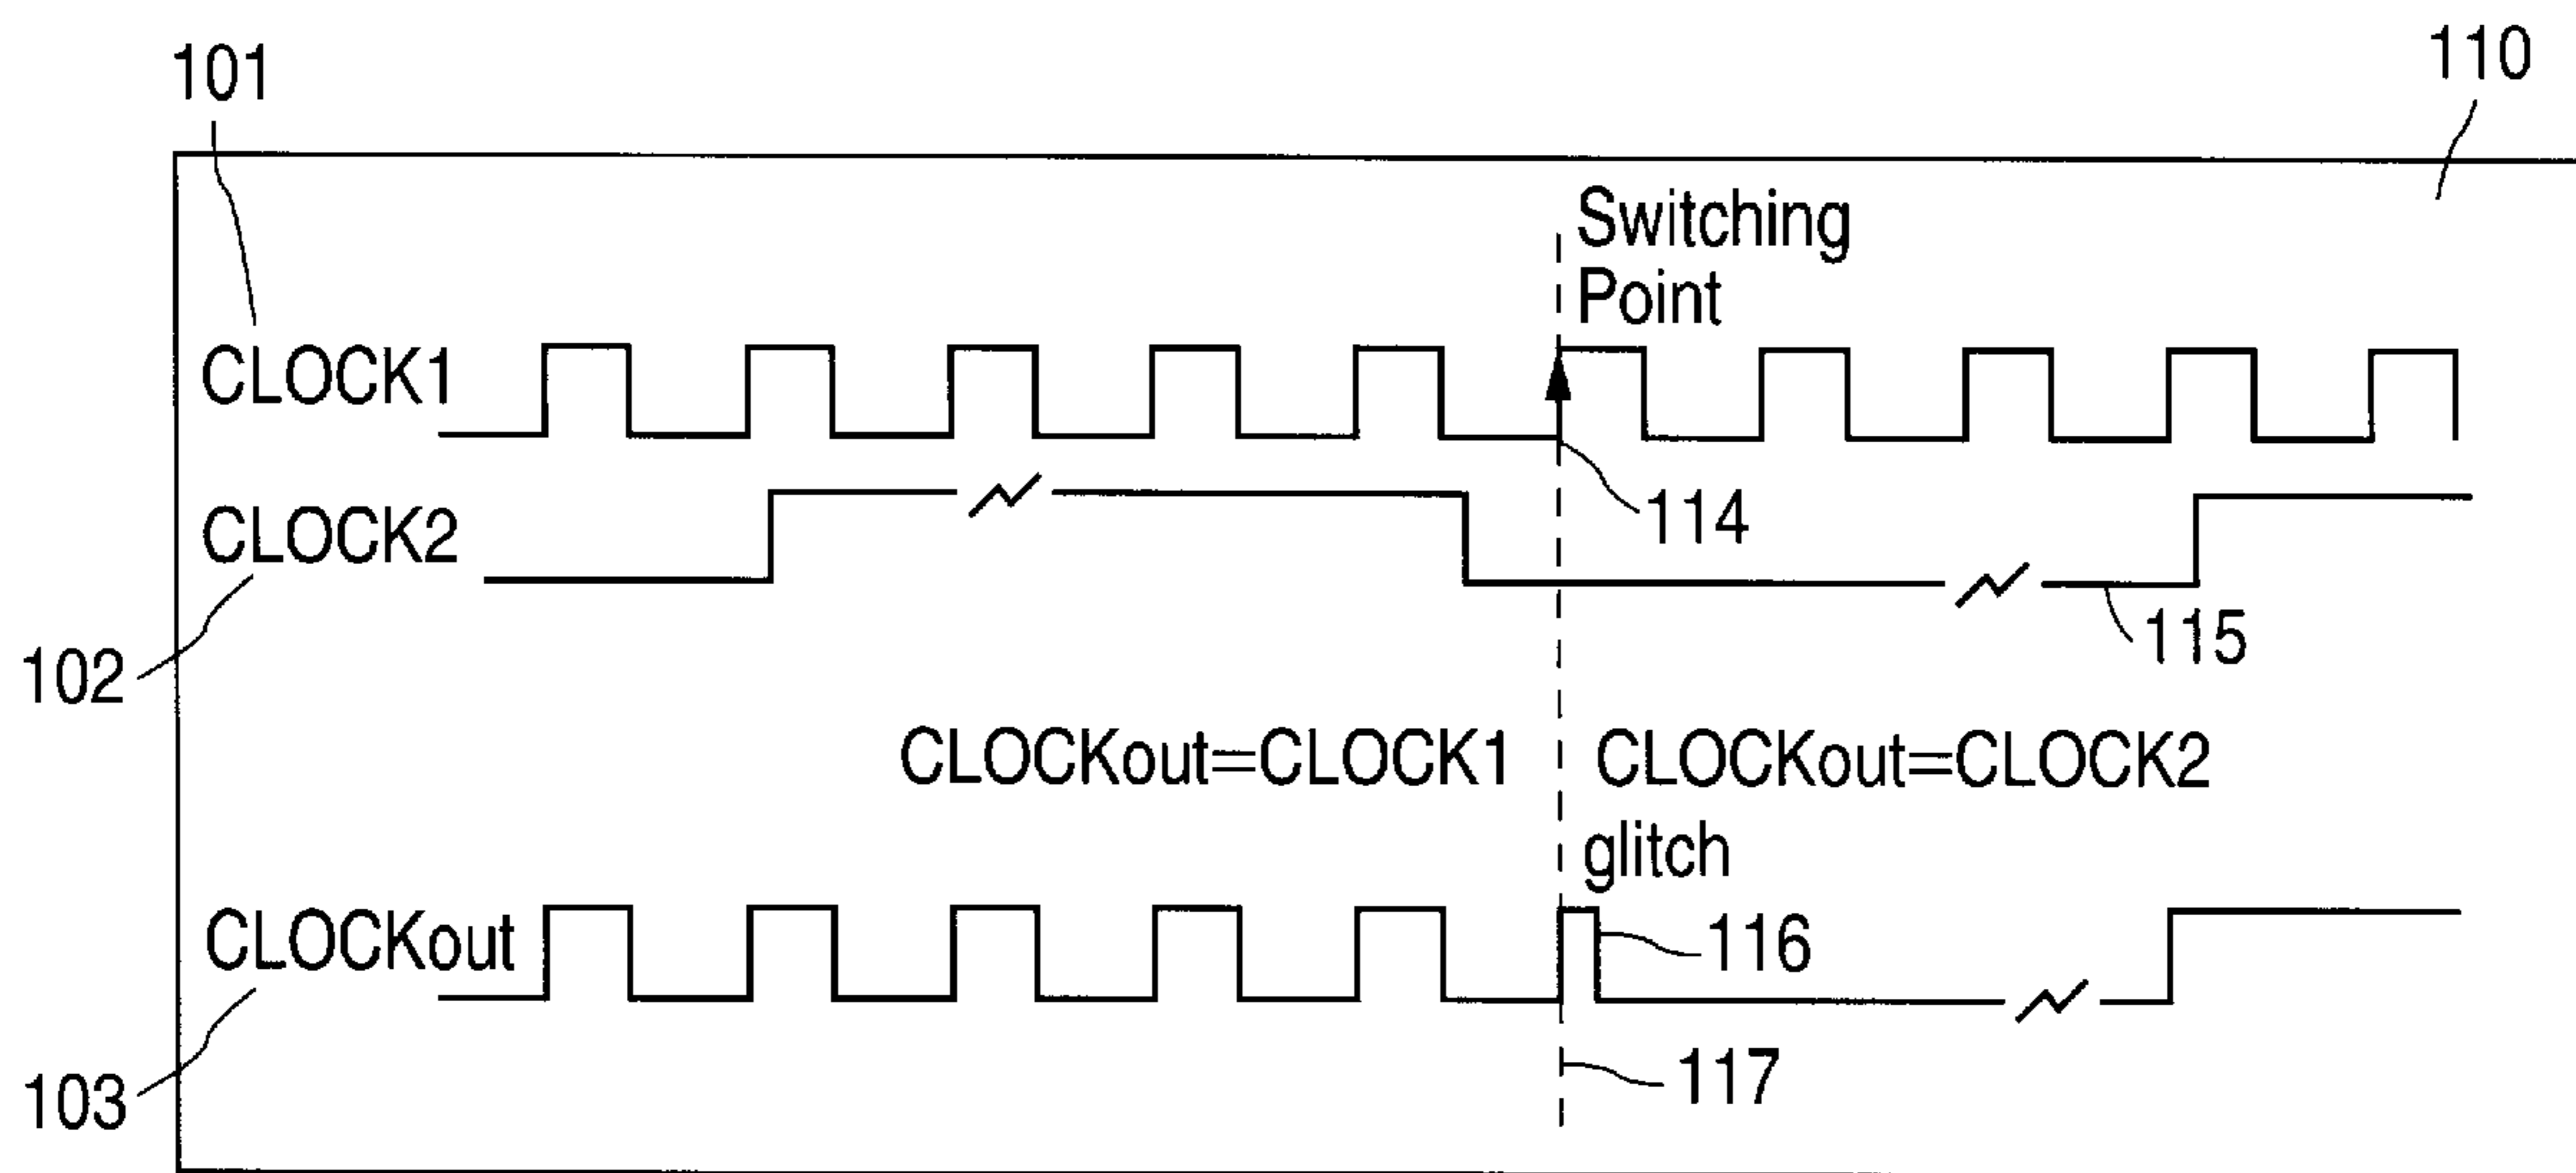 101
110
Switching
Point
CLOCK1
114
CLOCK2
115
102
CLOCKout=CLOCK1 CLOCKout=CLOCK2
glitch
CLOCKout
116
103
117